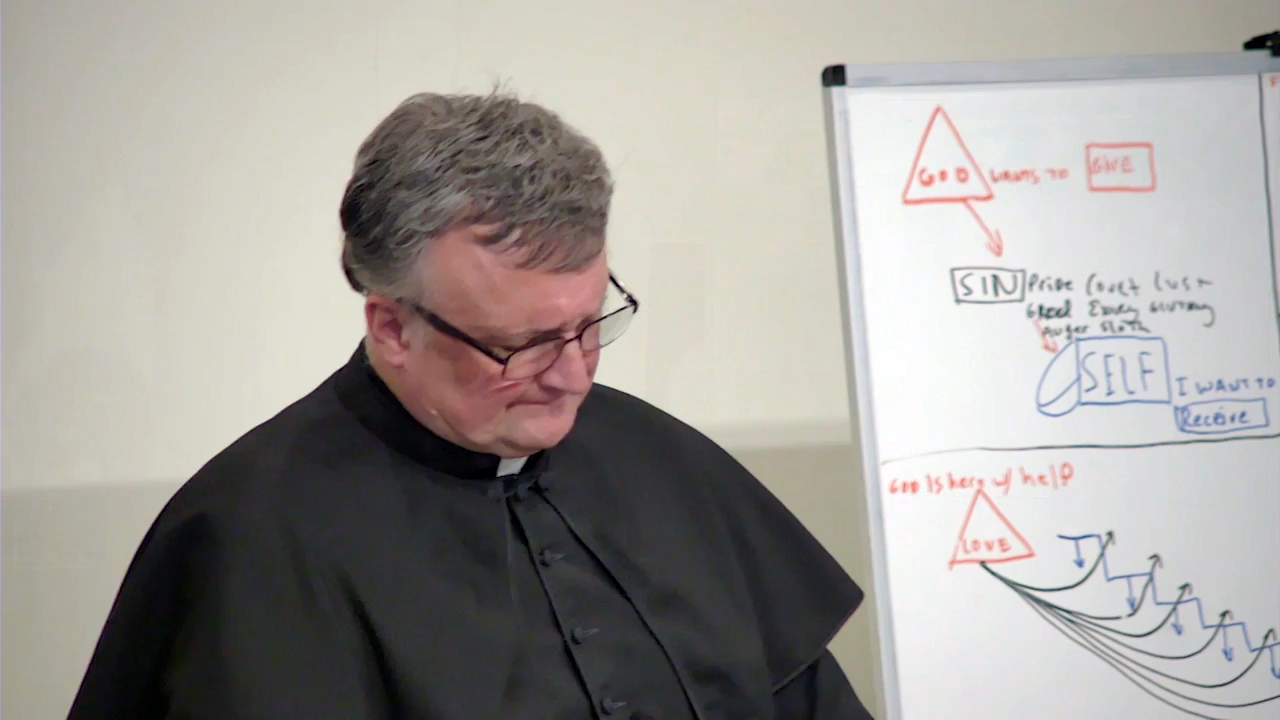 GOD WANTS TO GIVE
SIN Pride Covet Lust
Greed Envy Gluttony
Anger Sloth
SELF I WANT TO
Receive
GOD Is here w/ help
LOVE